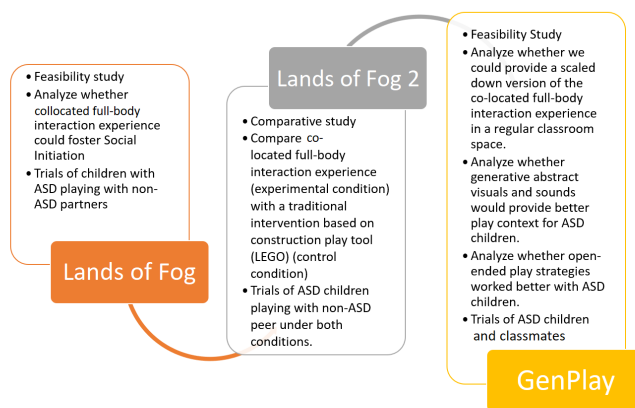 • Feasibility study
• Analyze whether
collocated full-body
interaction experience
could foster Social
Initiation
• Trials of children with
ASD playing with non-
ASD partners
Lands of Fog
Lands of Fog 2
• Comparative study
• Compare co-
located full-body
interaction experience
(experimental condition)
with a traditional
intervention based on
construction play tool
(LEGO) (control
condition)
• Trials of ASD children
playing with non-ASD
peer under both
conditions.
• Feasibility Study
• Analyze whether we
could provide a scaled
down version of the
co-located full-body
interaction experience
in a regular classroom
space.
• Analyze whether
generative abstract
visuals and sounds
would provide better
play context for ASD
children.
• Analyze whether open-
ended play strategies
worked better with ASD
children.
• Trials of ASD children
and classmates
GenPlay